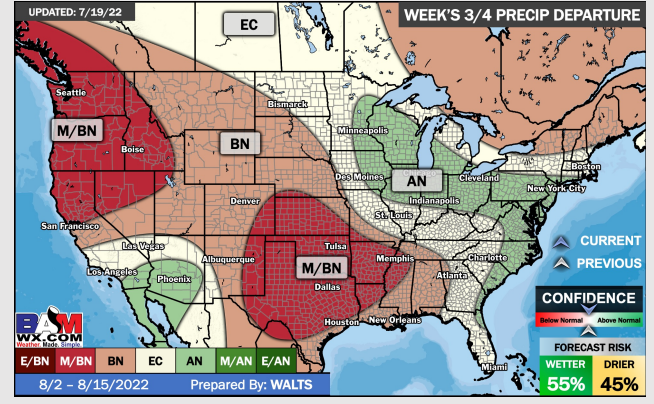 UPDATED: 7/19/22
WEEK'S 3/4 PRECIP DEPARTURE
EC
Seattle
Bismarck
M/BN
Minneapolis
BN
Boise
Boston
Des Moines
AN
Cleveland
New York City
Denver
Indianapolis
St. Louis
San Francisco
Las Vegas
Tulsa
CURRENT
Albuquerque
M/BN
Memphis
Charlotte
PREVIOUS
Los Angeles
Phoenix
Dallas
Atlanta
CONFIDENCE
BAM
WX.COM
Weather. Made. Simple.
Houston
New Orleans
Below Normal
Above Normal
FORECAST RISK
E/BN
M/BN
BN
EC
AN
M/AN
E/AN
Miami
WETTER
DRIER
55%
45%
8/2 – 8/15/2022
Prepared By: WALTS